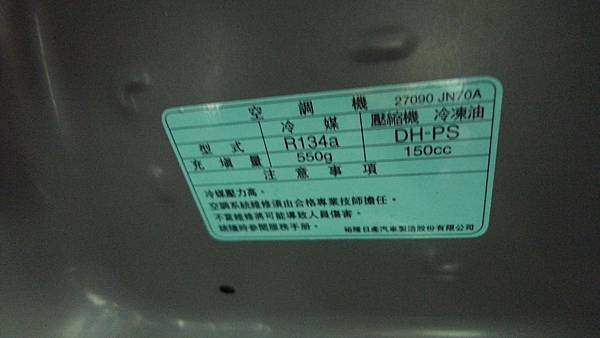 空調機 27090 JN70A
冷媒 壓縮機 冷凍油
型式 R134a DH-PS
充填量 550g 150cc
注意事項
冷媒壓力高。
空調系統維修須由合格專業技師擔任。
不當維修將可能導致人員傷害。
請隨時參閱服務手冊。 裕隆日產汽車製造股份有限公司